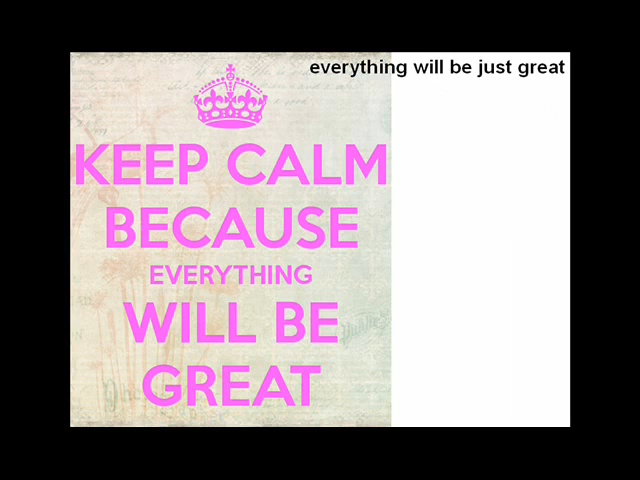 everything will be just great
KEEP CALM
BECAUSE
EVERYTHING
WILL BE
GREAT